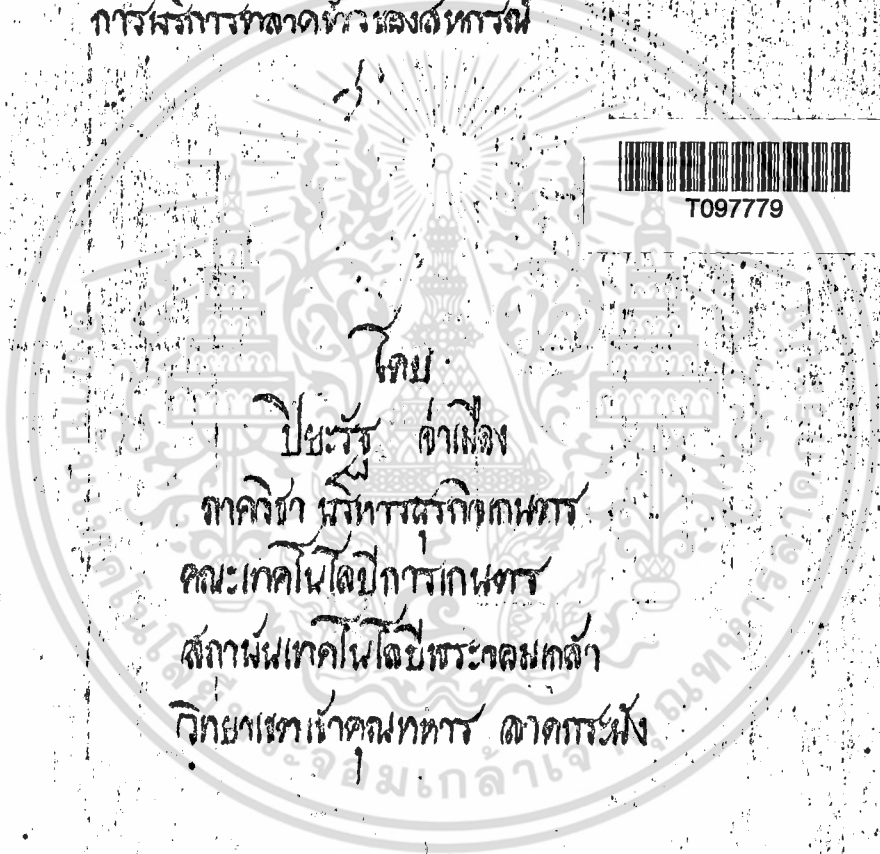 การบริการตลาดข้าวของสหกรณ์
T097779
โดย
ปิยะรัฐ
ภาควิชา บริหารธุรกิจเกษตร
คณะเทคโนโลยีการเกษตร
สถาบันเทคโนโลยีพระจอมเกล้า
วิทยาเขตเจ้าคุณทหาร ลาดกระบัง